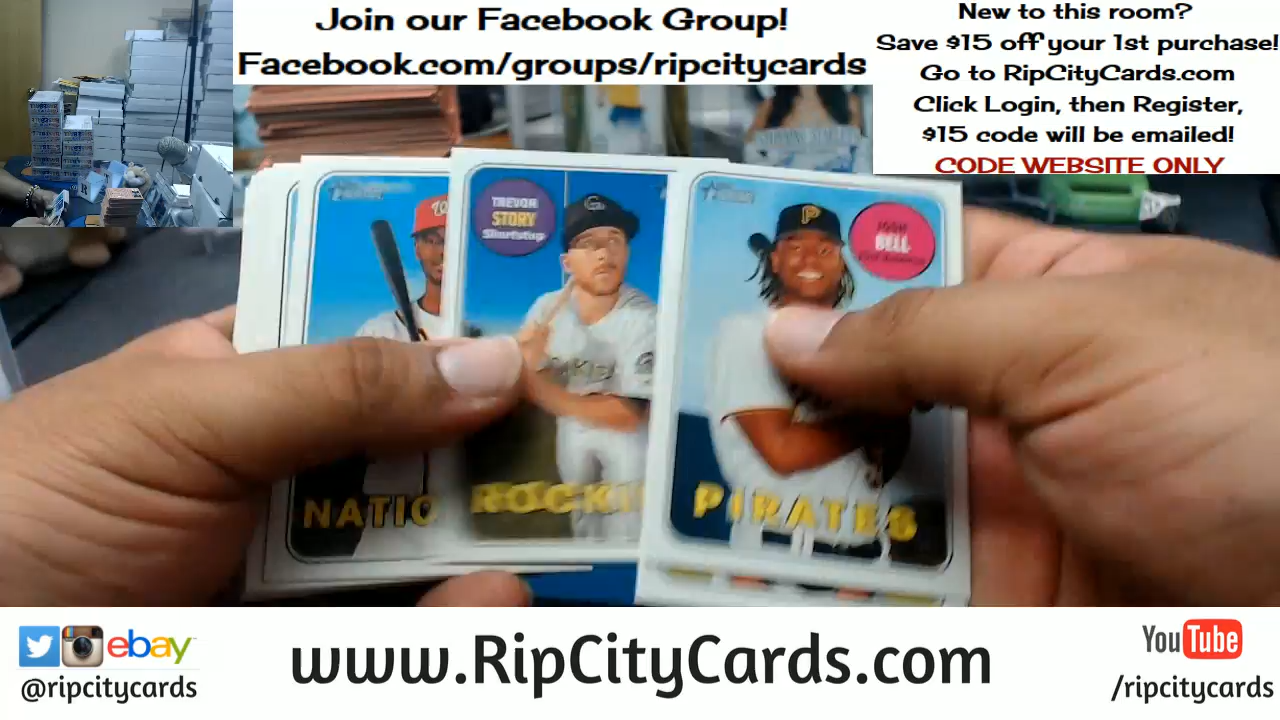 Join our Facebook Group!
Facebook.com/groups/ripcitycards
New to this room?
Save $15 off your 1st purchase!
Go to RipCityCards.com
Click Login, then Register,
$15 code will be emailed!
CODE WEBSITE ONLY
TREVOR
STORY
Shortstop
JOSH
BELL
NATIO
ROCKI
PIRATES
ebay
@ripcitycards
www.RipCityCards.com
YouTube
/ripcitycards